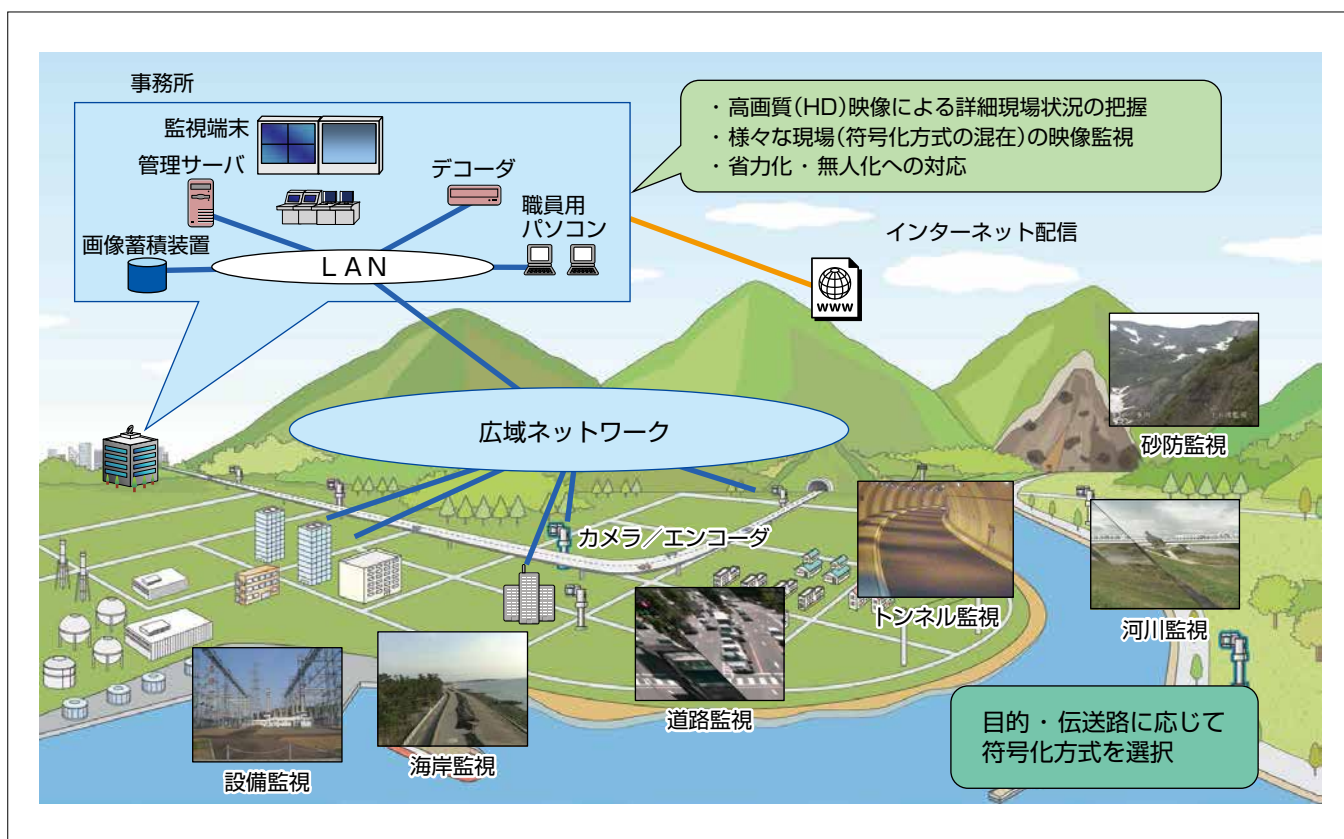 事務所
監視端末
管理サーバ
デコーダ
職員用
パソコン
画像蓄積装置
LAN
・高画質(HD)映像による詳細現場状況の把握
・様々な現場(符号化方式の混在)の映像監視
・省力化・無人化への対応
インターネット配信
www
広域ネットワーク
砂防監視
カメラ／エンコーダ
トンネル監視
河川監視
道路監視
海岸監視
設備監視
目的・伝送路に応じて
符号化方式を選択